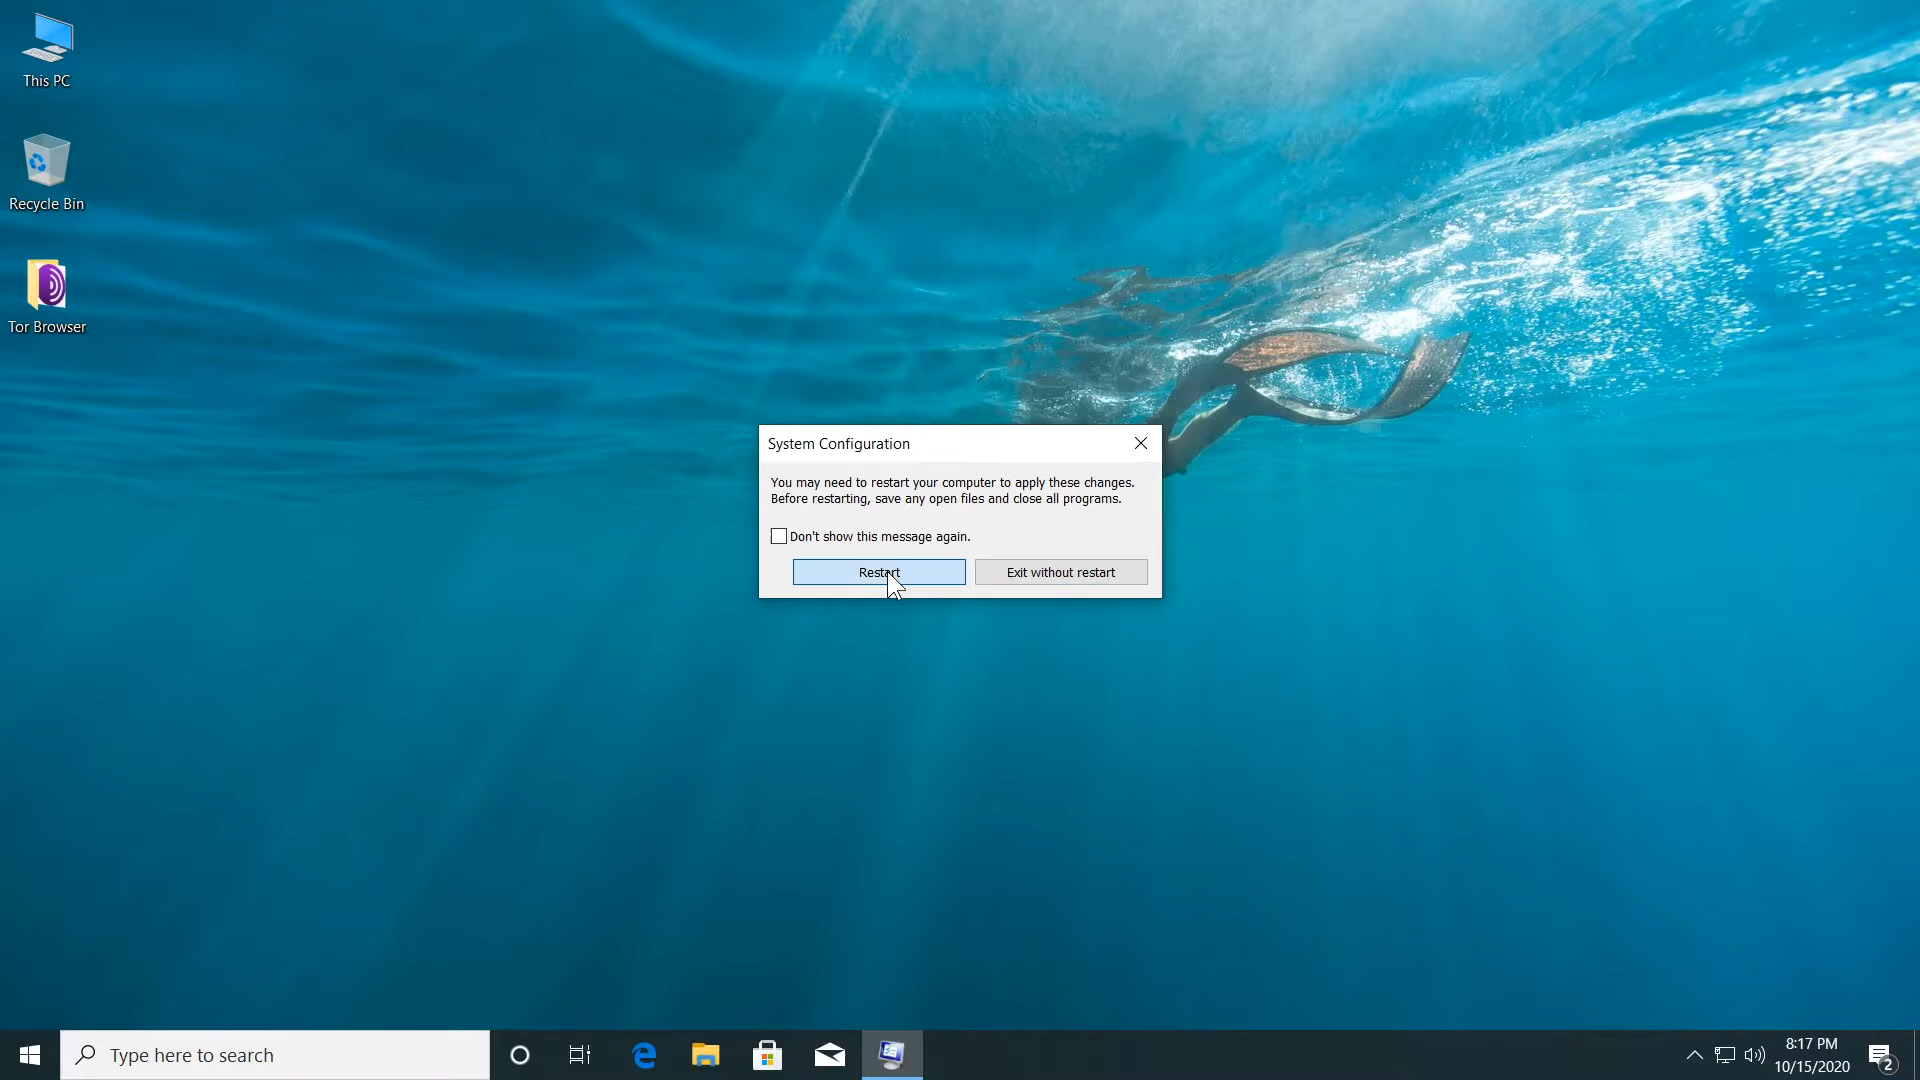 This PC
Recycle Bin
Tor Browser
System Configuration
You may need to restart your computer to apply these changes.
Before restarting, save any open files and close all programs.
Don't show this message again.
Restart
Exit without restart
Type here to search
8:17 PM
10/15/2020
2